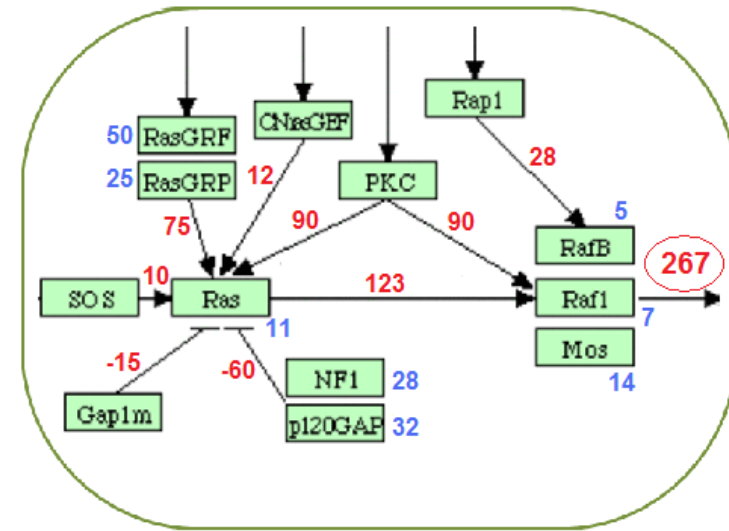 Rap1
50 RasGRF
CNrasGEF
28
25 RasGRP
12
PKC
5
75
90
90
RafB
267
10
123
SOS
Ras
Raf1
11
7
-15
-60
Mos
NF1 28
14
Gap1m
p120GAP 32